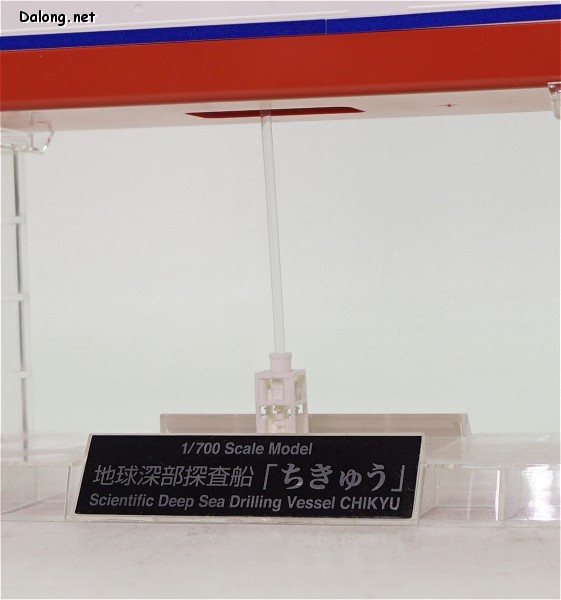 Dalong.net
1/700 Scale Model
地球深部探査船「ちきゅう」
Scientific Deep Sea Drilling Vessel CHIKYU